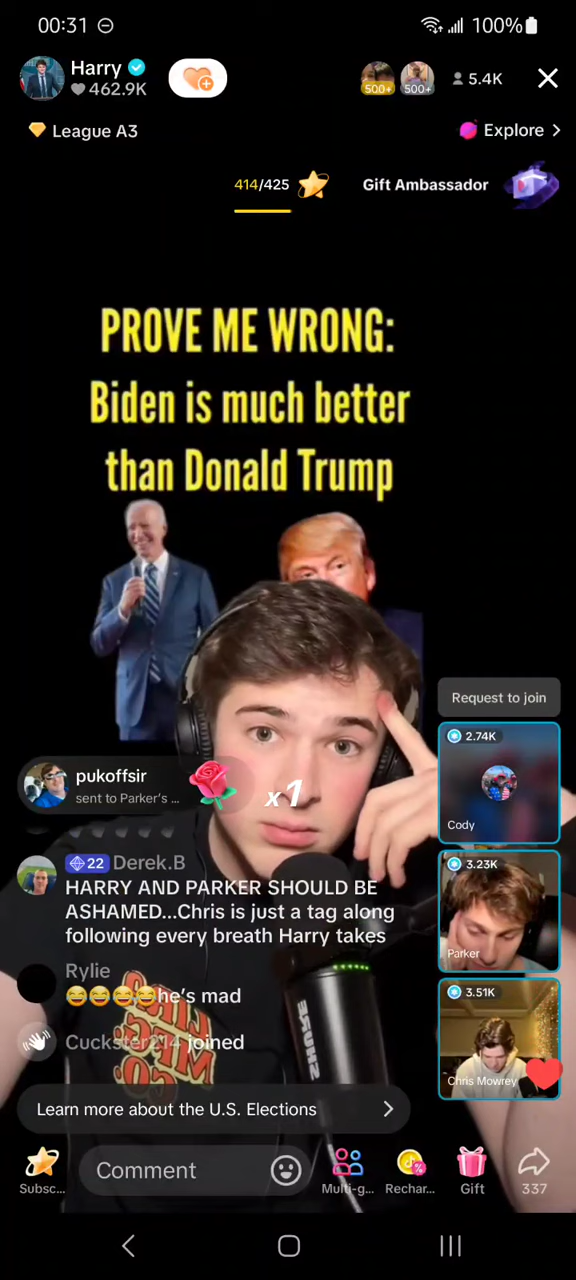 00:31
100%
Harry
462.9K
500+
500+
5.4K
League A3
Explore >
414/425
Gift Ambassador
PROVE ME WRONG:
Biden is much better
than Donald Trump
Request to join
2.74K
Cody
pukoffsir
sent to Parker's ...
x1
3.23K
Parker
22 Derek.B
HARRY AND PARKER SHOULD BE
ASHAMED...Chris is just a tag along
following every breath Harry takes
Rylie
😂😂😂😂he's mad
Cuckster214 joined
3.51K
Chris Mowrey
SHURE
Learn more about the U.S. Elections >
Comment
Subsc...
Multi-g...
Rechar...
Gift
337